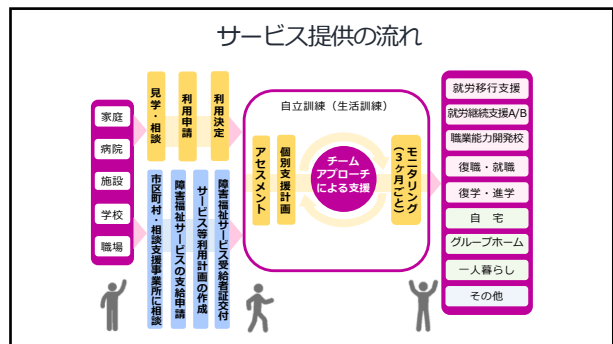 サービス提供の流れ
家庭
病院
施設
学校
職場
見学・相談
利用申請
利用決定
市区町村・相談支援事業所に相談
障害福祉サービスの支給申請
サービス等利用計画の作成
障害福祉サービス受給者証交付
自立訓練（生活訓練）
アセスメント
個別支援計画
チーム
アプローチ
による支援
モニタリング
（３ヶ月ごと）
就労移行支援
就労継続支援A/B
職業能力開発校
復職・就職
復学・進学
自　宅
グループホーム
一人暮らし
その他